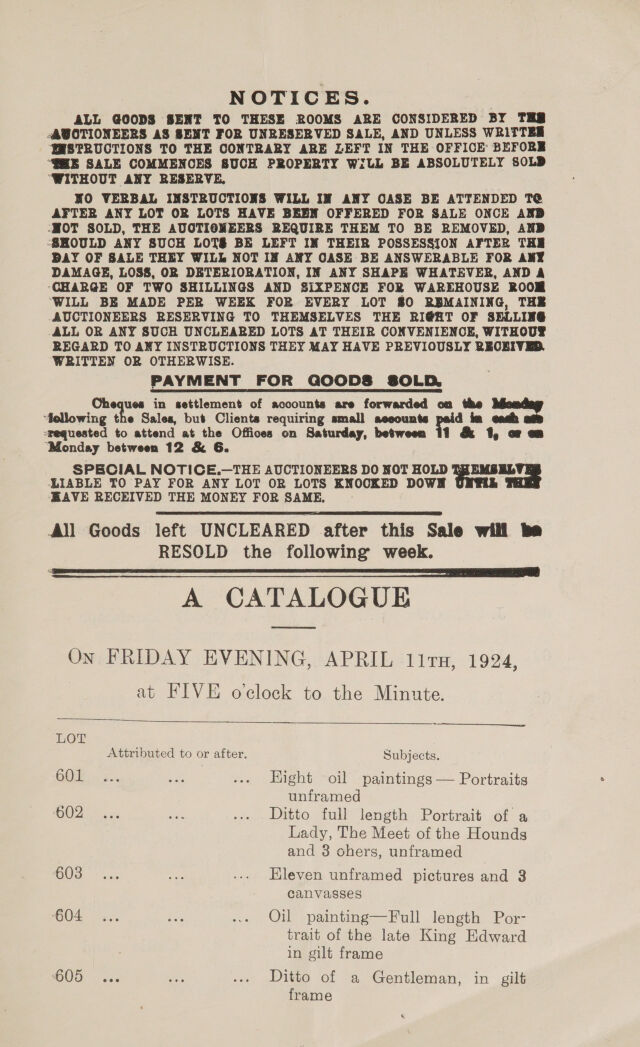 NOTICES.
ALL GOODS SENT TO THESE ROOMS ARE CONSIDERED BY THE
AUCTIONEERS AS SENT FOR UNRESERVED SALE, AND UNLESS WRITTEN
INSTRUCTIONS TO THE CONTRARY ARE LEFT IN THE OFFICE BEFORE
THE SALE COMMENCES SUCH PROPERTY WILL BE ABSOLUTELY SOLD
WITHOUT ANY RESERVE.
NO VERBAL INSTRUCTIONS WILL IN ANY CASE BE ATTENDED TO
AFTER ANY LOT OR LOTS HAVE BEEN OFFERED FOR SALE ONCE AND
NOT SOLD, THE AUCTIONEERS REQUIRE THEM TO BE REMOVED, AND
SHOULD ANY SUCH LOTS BE LEFT IN THEIR POSSESSION AFTER THE
DAY OF SALE THEY WILL NOT IN ANY CASE BE ANSWERABLE FOR ANY
DAMAGE, LOSS, OR DETERIORATION, IN ANY SHAPE WHATEVER, AND A
CHARGE OF TWO SHILLINGS AND SIXPENCE FOR WAREHOUSE ROOM
WILL BE MADE PER WEEK FOR EVERY LOT SO REMAINING, THE
AUCTIONEERS RESERVING TO THEMSELVES THE RIGHT OF SELLING
ALL OR ANY SUCH UNCLEARED LOTS AT THEIR CONVENIENCE, WITHOUT
REGARD TO ANY INSTRUCTIONS THEY MAY HAVE PREVIOUSLY RECEIVED,
WRITTEN OR OTHERWISE.
PAYMENT FOR GOODS SOLD.
Cheques in settlement of accounts are forwarded on the Monday
following the Sales, but Clients requiring small accounts paid in cash are
requested to attend at the Offices on Saturday, between 11 & 1, or on
Monday between 12 & 6.
SPECIAL NOTICE.—THE AUCTIONEERS DO NOT HOLD THEMSELVES
LIABLE TO PAY FOR ANY LOT OR LOTS KNOCKED DOWN UNTIL THEY
HAVE RECEIVED THE MONEY FOR SAME.
All Goods left UNCLEARED after this Sale will be
RESOLD the following week.
A CATALOGUE
ON FRIDAY EVENING, APRIL 11TH, 1924,
at FIVE o'clock to the Minute.
LOT
Attributed to or after. Subjects.
601 ... ... ... Eight oil paintings — Portraits
unframed
602 ... ... ... Ditto full length Portrait of a
Lady, The Meet of the Hounds
and 3 ohers, unframed
603 ... ... ... Eleven unframed pictures and 3
canvasses
604 ... ... ... Oil painting—Full length Por-
trait of the late King Edward
in gilt frame
605 ... ... ... Ditto of a Gentleman, in gilt
frame